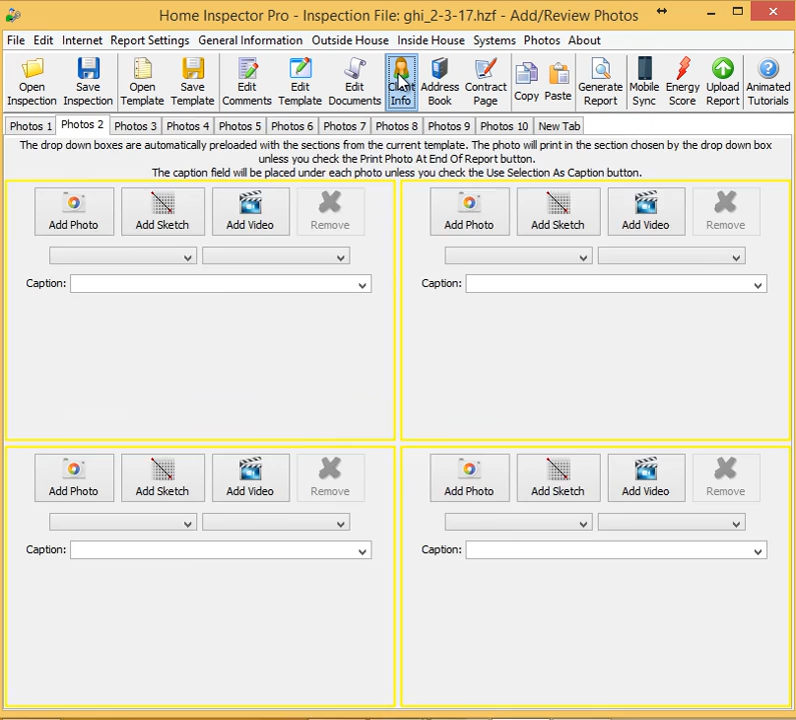 Home Inspector Pro - Inspection File: ghi_2-3-17.hzf - Add/Review Photos
File Edit Internet Report Settings General Information Outside House Inside House Systems Photos About
Open Inspection
Save Inspection
Open Template
Save Template
Edit Comments
Edit Template
Edit Documents
Client Info
Address Book
Contract Page
Copy
Paste
Generate Report
Mobile Sync
Energy Score
Upload Report
Animated Tutorials
Photos 1 Photos 2 Photos 3 Photos 4 Photos 5 Photos 6 Photos 7 Photos 8 Photos 9 Photos 10 New Tab
The drop down boxes are automatically preloaded with the sections from the current template. The photo will print in the section chosen by the drop down box
unless you check the Print Photo At End Of Report button.
The caption field will be placed under each photo unless you check the Use Selection As Caption button.
Add Photo Add Sketch Add Video Remove
Caption:
Add Photo Add Sketch Add Video Remove
Caption:
Add Photo Add Sketch Add Video Remove
Caption:
Add Photo Add Sketch Add Video Remove
Caption: